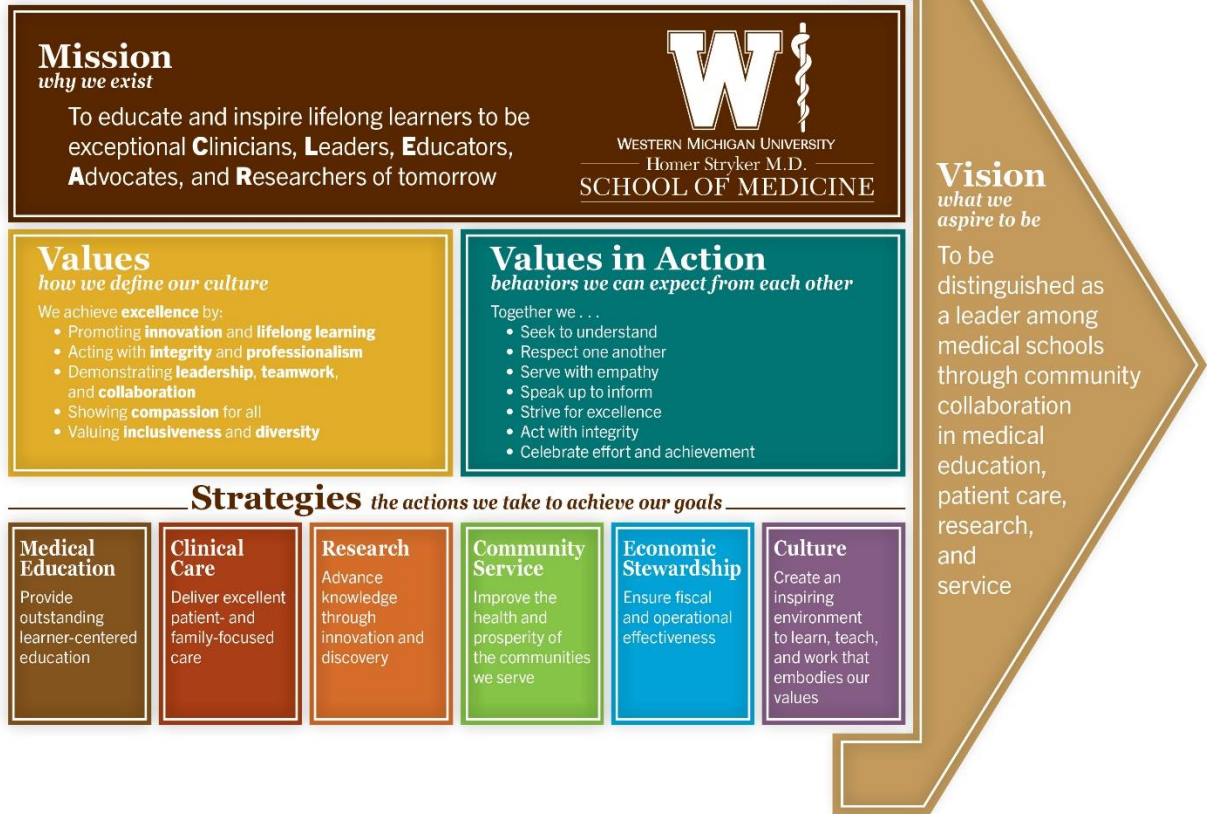 Mission
why we exist
To educate and inspire lifelong learners to be
exceptional Clinicians, Leaders, Educators,
Advocates, and Researchers of tomorrow
W
WESTERN MICHIGAN UNIVERSITY
Homer Stryker M.D.
SCHOOL OF MEDICINE
Values
how we define our culture
We achieve excellence by:
• Promoting innovation and lifelong learning
• Acting with integrity and professionalism
• Demonstrating leadership, teamwork,
and collaboration
• Showing compassion for all
• Valuing inclusiveness and diversity
Values in Action
behaviors we can expect from each other
Together we . . .
• Seek to understand
• Respect one another
• Serve with empathy
• Speak up to inform
• Strive for excellence
• Act with integrity
• Celebrate effort and achievement
Strategies the actions we take to achieve our goals
Medical
Education
Provide
outstanding
learner-centered
education
Clinical
Care
Deliver excellent
patient- and
family-focused
care
Research
Advance
knowledge
through
innovation and
discovery
Community
Service
Improve the
health and
prosperity of
the communities
we serve
Economic
Stewardship
Ensure fiscal
and operational
effectiveness
Culture
Create an
inspiring
environment
to learn, teach,
and work that
embodies our
values
Vision
what we
aspire to be
To be
distinguished as
a leader among
medical schools
through community
collaboration
in medical
education,
patient care,
research,
and
service